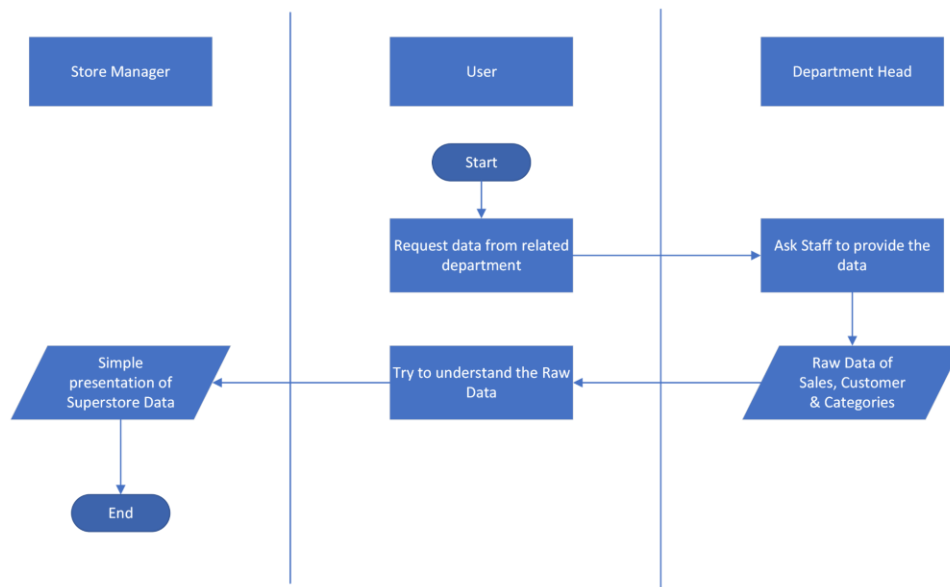 Store Manager
User
Department Head
Start
Request data from related
department
Ask Staff to provide the
data
Simple
presentation of
Superstore Data
Try to understand the Raw
Data
Raw Data of
Sales, Customer
& Categories
End